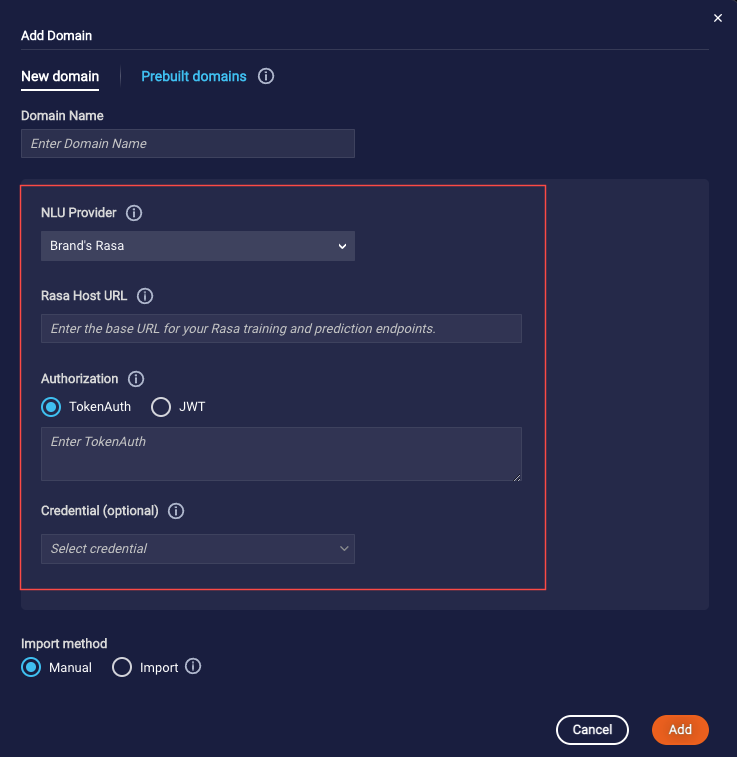 Add Domain
New domain
Prebuilt domains
Domain Name
Enter Domain Name
NLU Provider
Brand's Rasa
Rasa Host URL
Enter the base URL for your Rasa training and prediction endpoints.
Authorization
TokenAuth
JWT
Enter TokenAuth
Credential (optional)
Select credential
Import method
Manual
Import
Cancel
Add